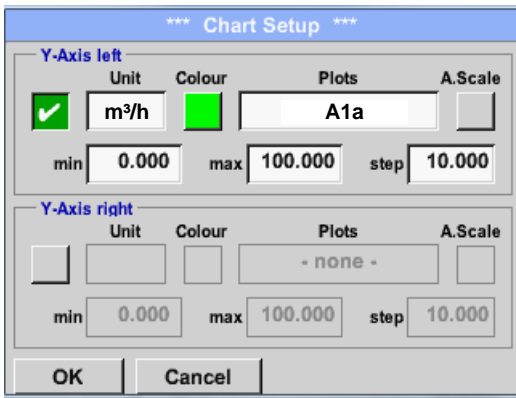 *** Chart Setup ***
Y-Axis left
Unit Colour Plots A.Scale
m³/h A1a
min 0.000 max 100.000 step 10.000
Y-Axis right
Unit Colour Plots A.Scale
- none -
min 0.000 max 100.000 step 10.000
OK Cancel